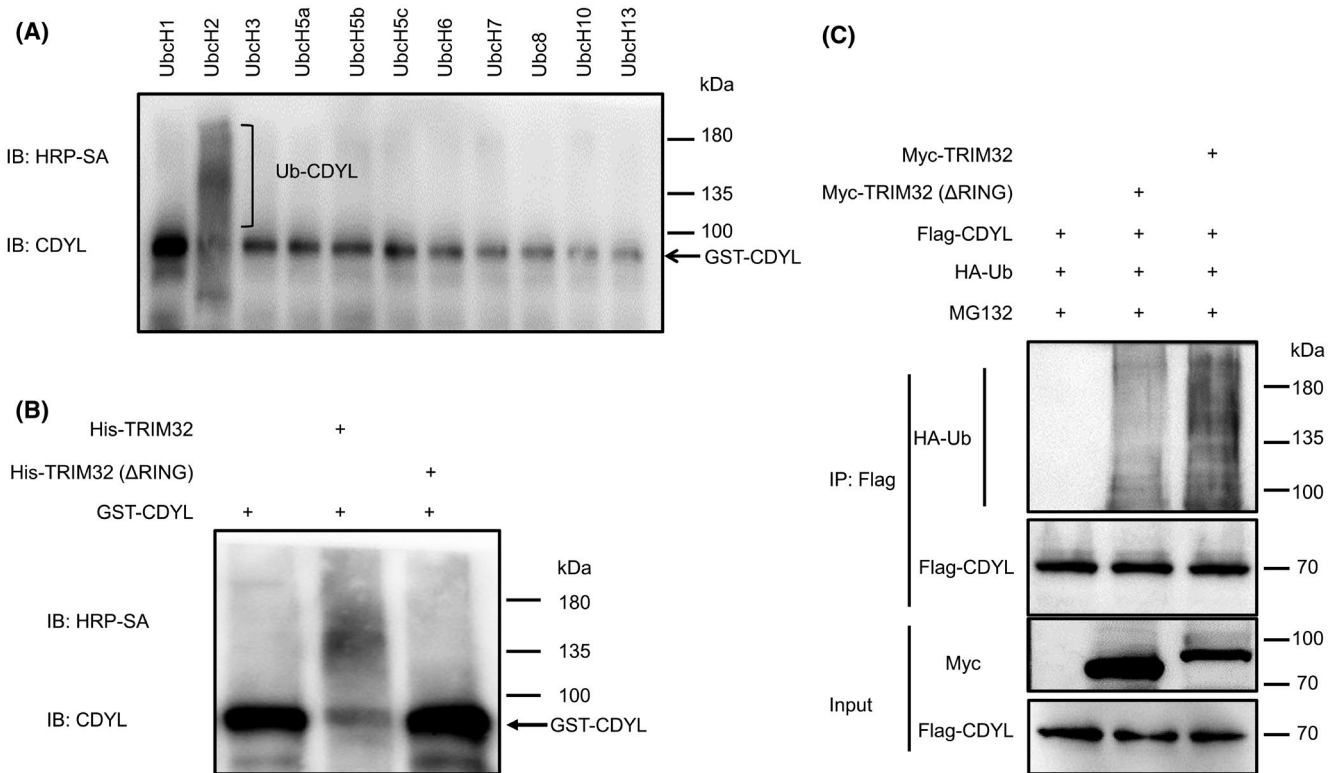 (A)
UbcH1
UbcH2
UbcH3
UbcH5a
UbcH5b
UbcH5c
UbcH6
UbcH7
Ubc8
UbcH10
UbcH13
kDa
IB: HRP-SA
Ub-CDYL
180
135
IB: CDYL
100
GST-CDYL
(B)
His-TRIM32 +
His-TRIM32 (ΔRING) +
GST-CDYL + + +
kDa
IB: HRP-SA
180
135
100
IB: CDYL
GST-CDYL
(C)
Myc-TRIM32 +
Myc-TRIM32 (ΔRING) +
Flag-CDYL + + +
HA-Ub + + +
MG132 + + +
kDa
180
HA-Ub
135
IP: Flag
100
Flag-CDYL
70
Myc
100
70
Input
Flag-CDYL
70